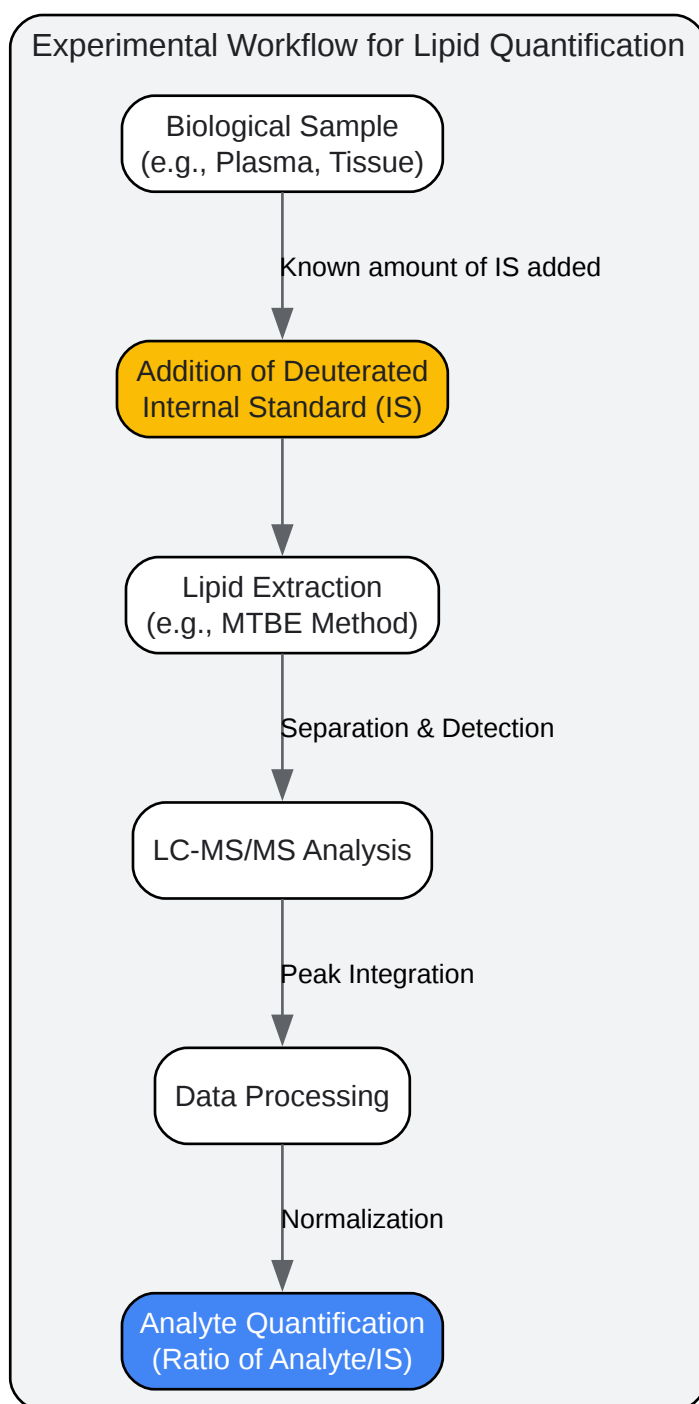 Experimental Workflow for Lipid Quantification
Biological Sample
(e.g., Plasma, Tissue)
Known amount of IS added
Addition of Deuterated
Internal Standard (IS)
Lipid Extraction
(e.g., MTBE Method)
Separation & Detection
LC-MS/MS Analysis
Peak Integration
Data Processing
Normalization
Analyte Quantification
(Ratio of Analyte/IS)